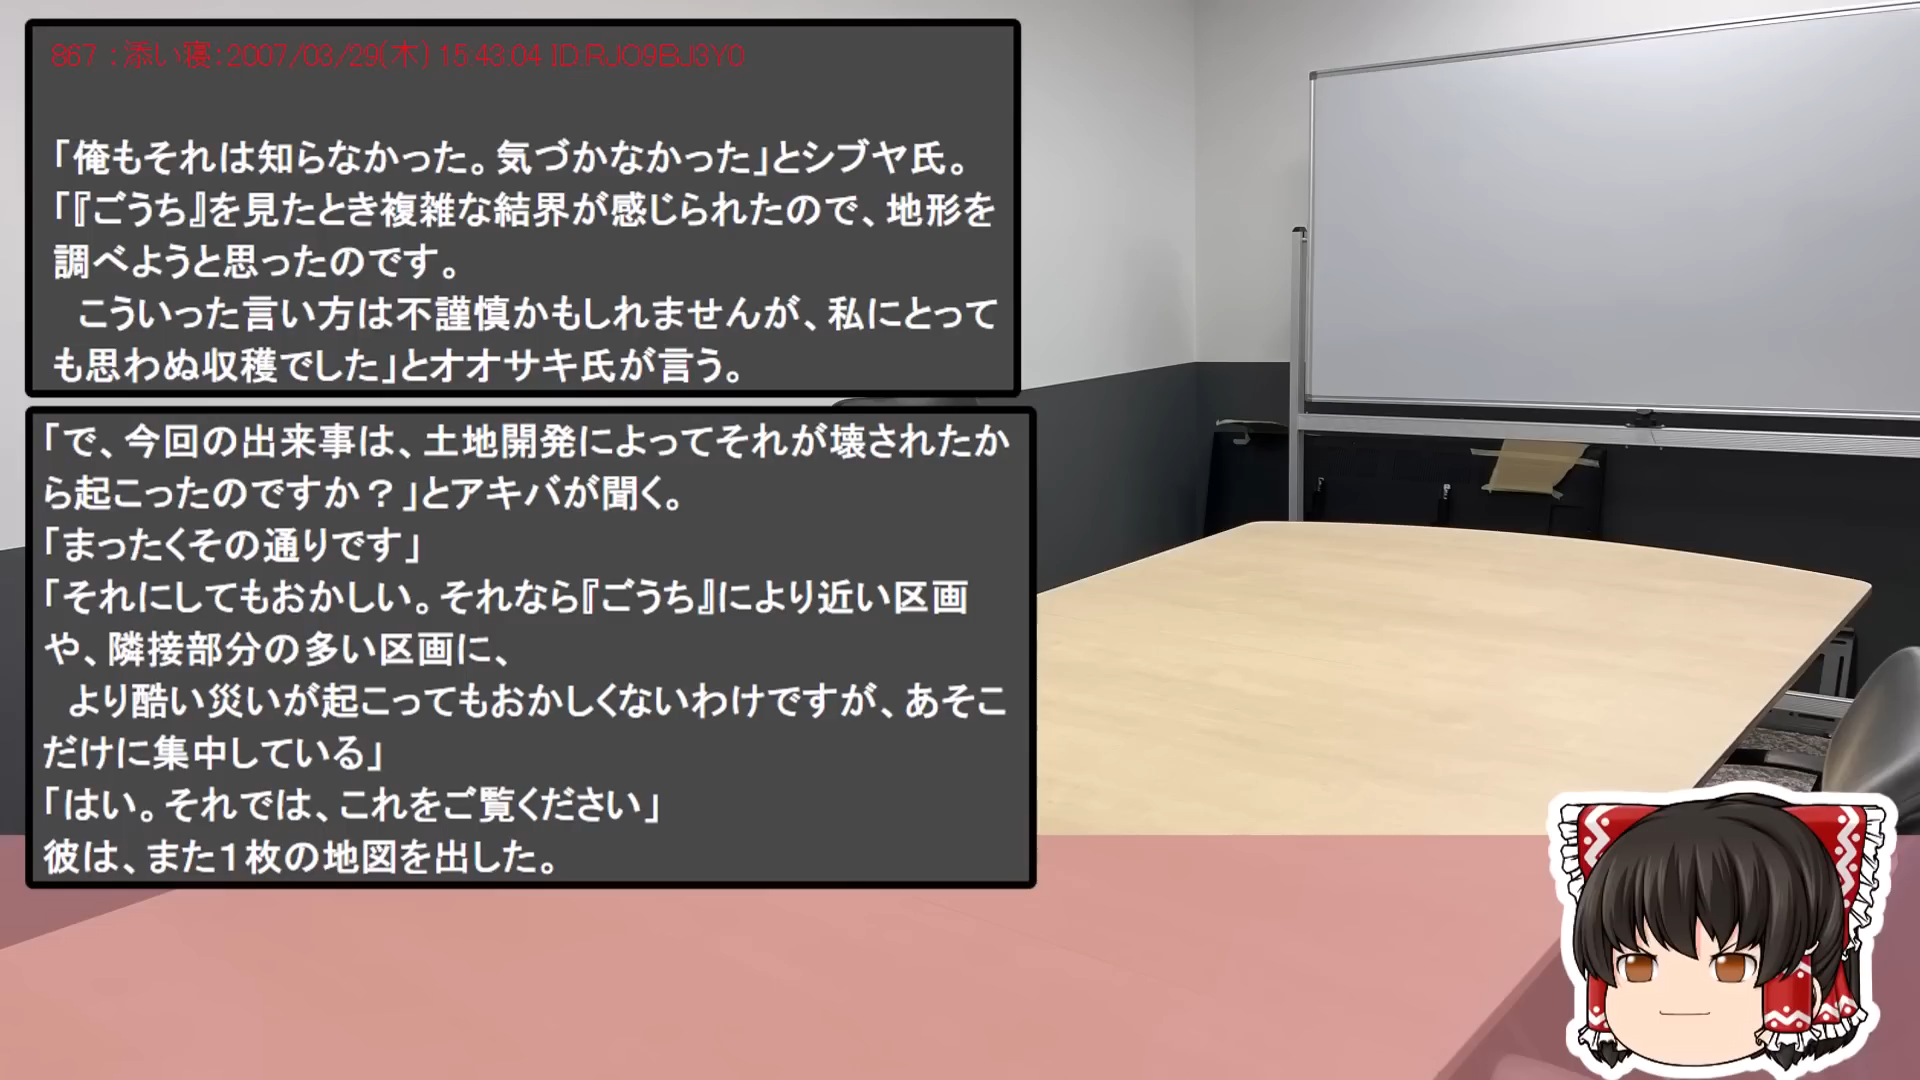 867 ：添い寝：2007/03/29(木) 15:43:04 ID:RJO9BJ3Y0
「俺もそれは知らなかった。気づかなかった」とシブヤ氏。
「『ごうち』を見たとき複雑な結界が感じられたので、地形を
調べようと思ったのです。
　こういった言い方は不謹慎かもしれませんが、私にとって
も思わぬ収穫でした」とオオサキ氏が言う。
「で、今回の出来事は、土地開発によってそれが壊されたか
ら起こったのですか？」とアキバが聞く。
「まったくその通りです」
「それにしてもおかしい。それなら『ごうち』により近い区画
や、隣接部分の多い区画に、
　より酷い災いが起こってもおかしくないわけですが、あそこ
だけに集中している」
「はい。それでは、これをご覧ください」
彼は、また１枚の地図を出した。